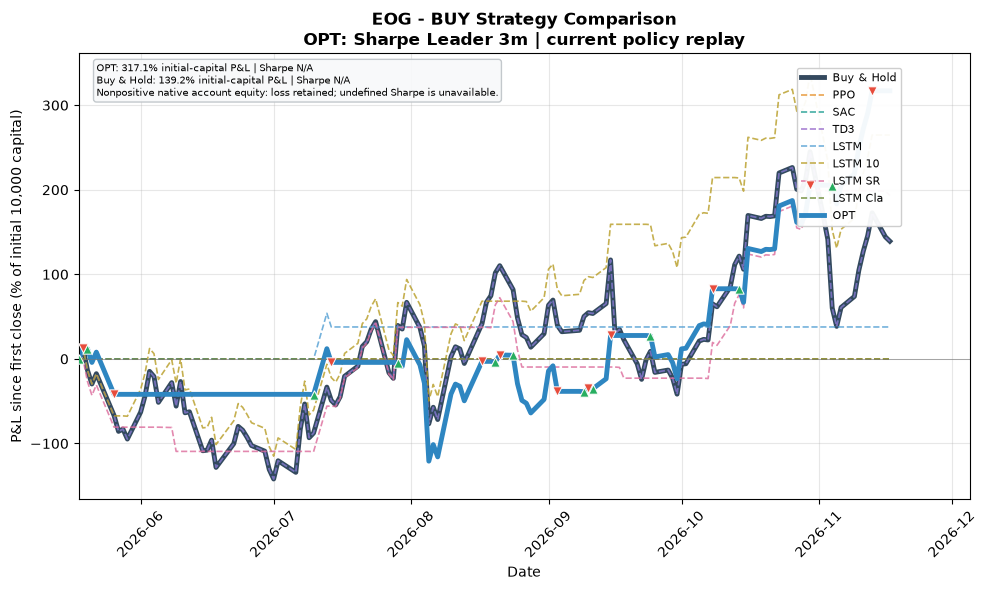 EOG - BUY Strategy Comparison
OPT: Sharpe Leader 3m | current policy replay
OPT: 317.1% initial-capital P&L | Sharpe N/A
Buy & Hold: 139.2% initial-capital P&L | Sharpe N/A
Nonpositive native account equity: loss retained; undefined Sharpe is unavailable.
Buy & Hold
PPO
SAC
TD3
LSTM
LSTM 10
LSTM SR
LSTM Cla
OPT
P&L since first close (% of initial 10,000 capital)
300
200
100
0
−100
2026-06
2026-07
2026-08
2026-09
2026-10
2026-11
2026-12
Date